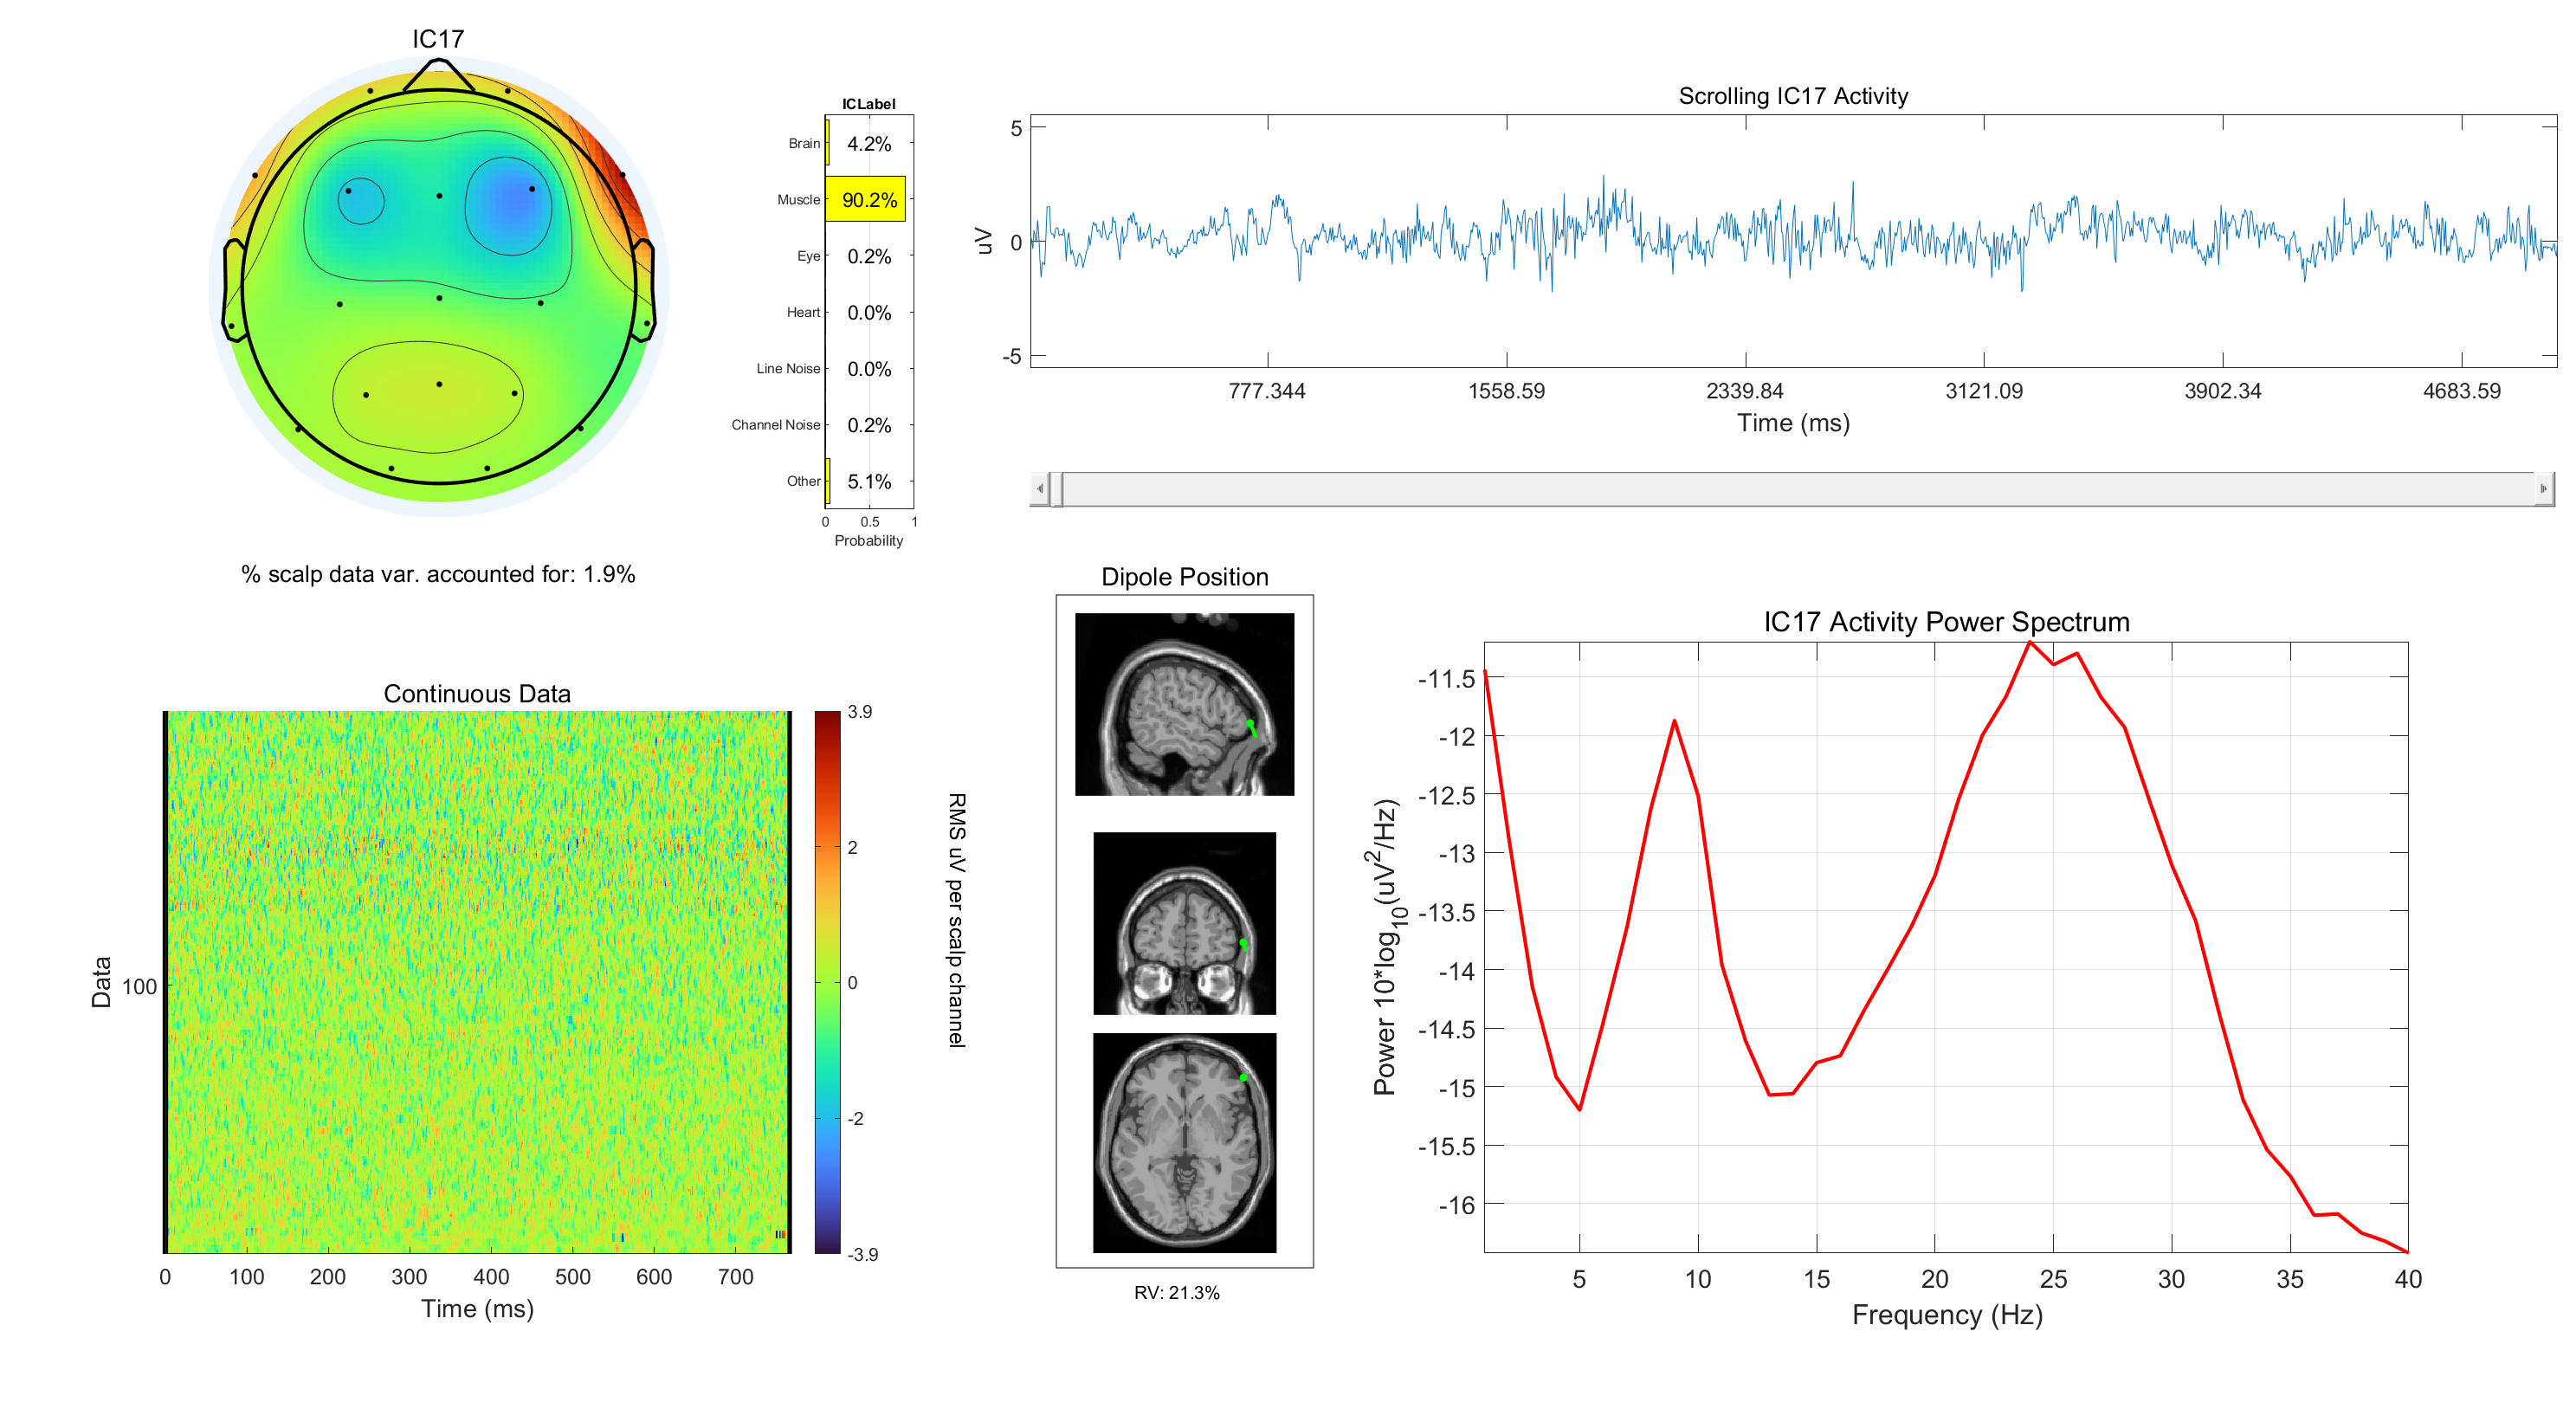 IC17
ICLabel
Brain 4.2%
Muscle 90.2%
Eye 0.2%
Heart 0.0%
Line Noise 0.0%
Channel Noise 0.2%
Other 5.1%
0 0.5 1
Probability
% scalp data var. accounted for: 1.9%
Scrolling IC17 Activity
5
0
-5
uV
777.344 1558.59 2339.84 3121.09 3902.34 4683.59
Time (ms)
Continuous Data
Data
100
0 100 200 300 400 500 600 700
Time (ms)
3.9
2
0
-2
-3.9
RMS uV per scalp channel
Dipole Position
RV: 21.3%
IC17 Activity Power Spectrum
Power 10*log10(uV2/Hz)
-11.5
-12
-12.5
-13
-13.5
-14
-14.5
-15
-15.5
-16
5 10 15 20 25 30 35 40
Frequency (Hz)